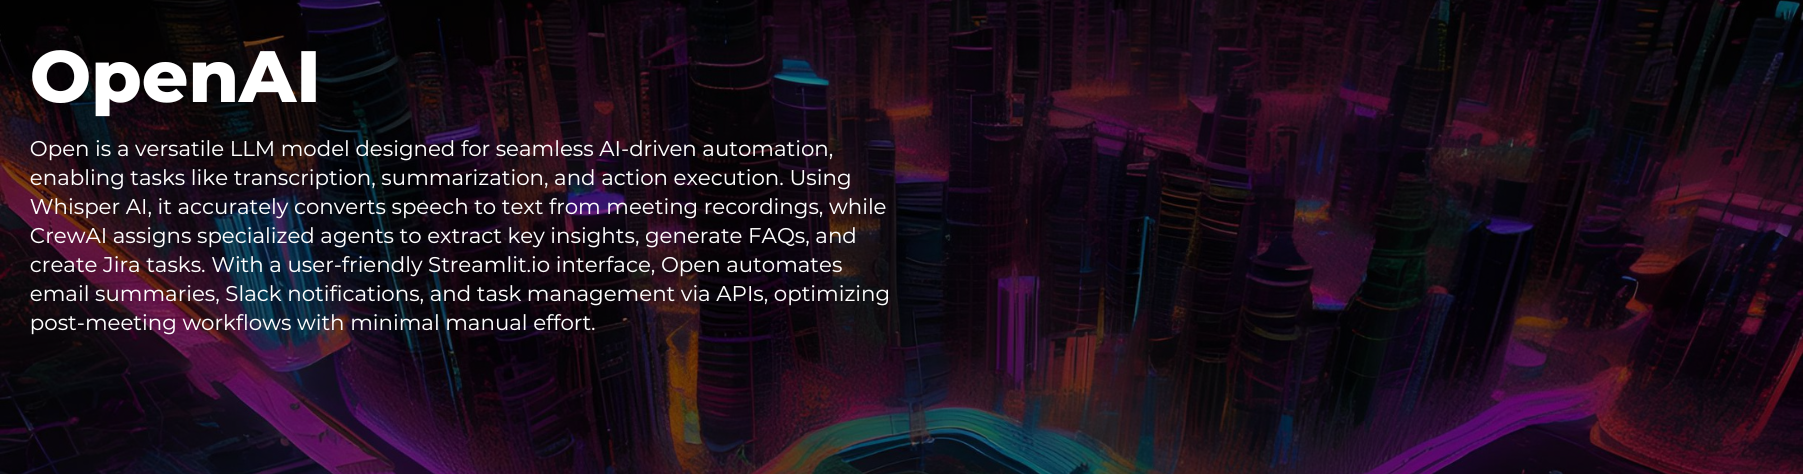 OpenAI
Open is a versatile LLM model designed for seamless AI-driven automation,
enabling tasks like transcription, summarization, and action execution. Using
Whisper AI, it accurately converts speech to text from meeting recordings, while
CrewAI assigns specialized agents to extract key insights, generate FAQs, and
create Jira tasks. With a user-friendly Streamlit.io interface, Open automates
email summaries, Slack notifications, and task management via APIs, optimizing
post-meeting workflows with minimal manual effort.